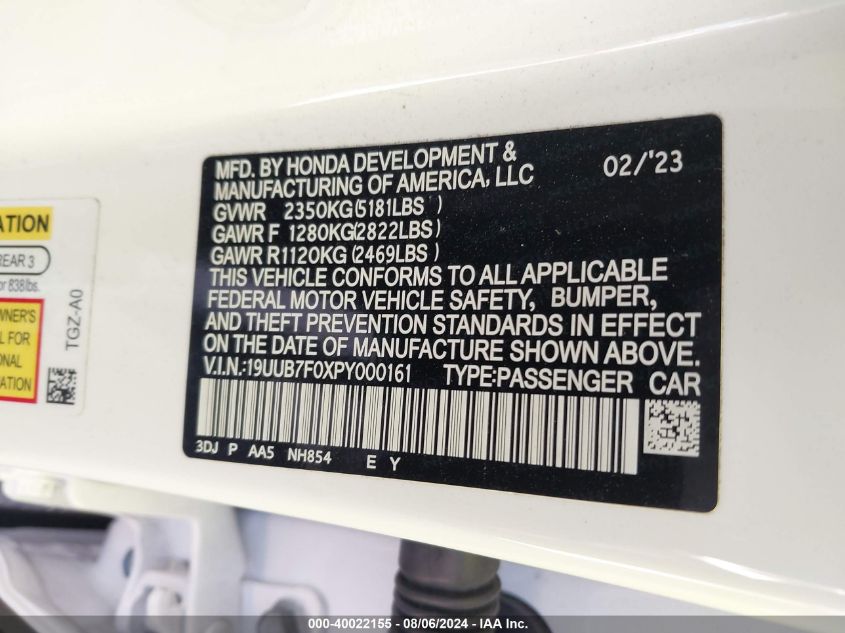 ATION
REAR 3
or 838lbs.
WNER'S
L FOR
ONAL
ATION
TGZ-A0
MFD. BY HONDA DEVELOPMENT & 02/'23
MANUFACTURING OF AMERICA, LLC
GVWR 2350KG(5181LBS )
GAWR F 1280KG(2822LBS )
GAWR R1120KG (2469LBS )
THIS VEHICLE CONFORMS TO ALL APPLICABLE
FEDERAL MOTOR VEHICLE SAFETY, BUMPER,
AND THEFT PREVENTION STANDARDS IN EFFECT
ON THE DATE OF MANUFACTURE SHOWN ABOVE.
V.I.N.:19UUB7F0XPY000161 TYPE:PASSENGER CAR
3DJ P AA5 NH854 E Y
000-40022155 - 08/06/2024 - IAA Inc.